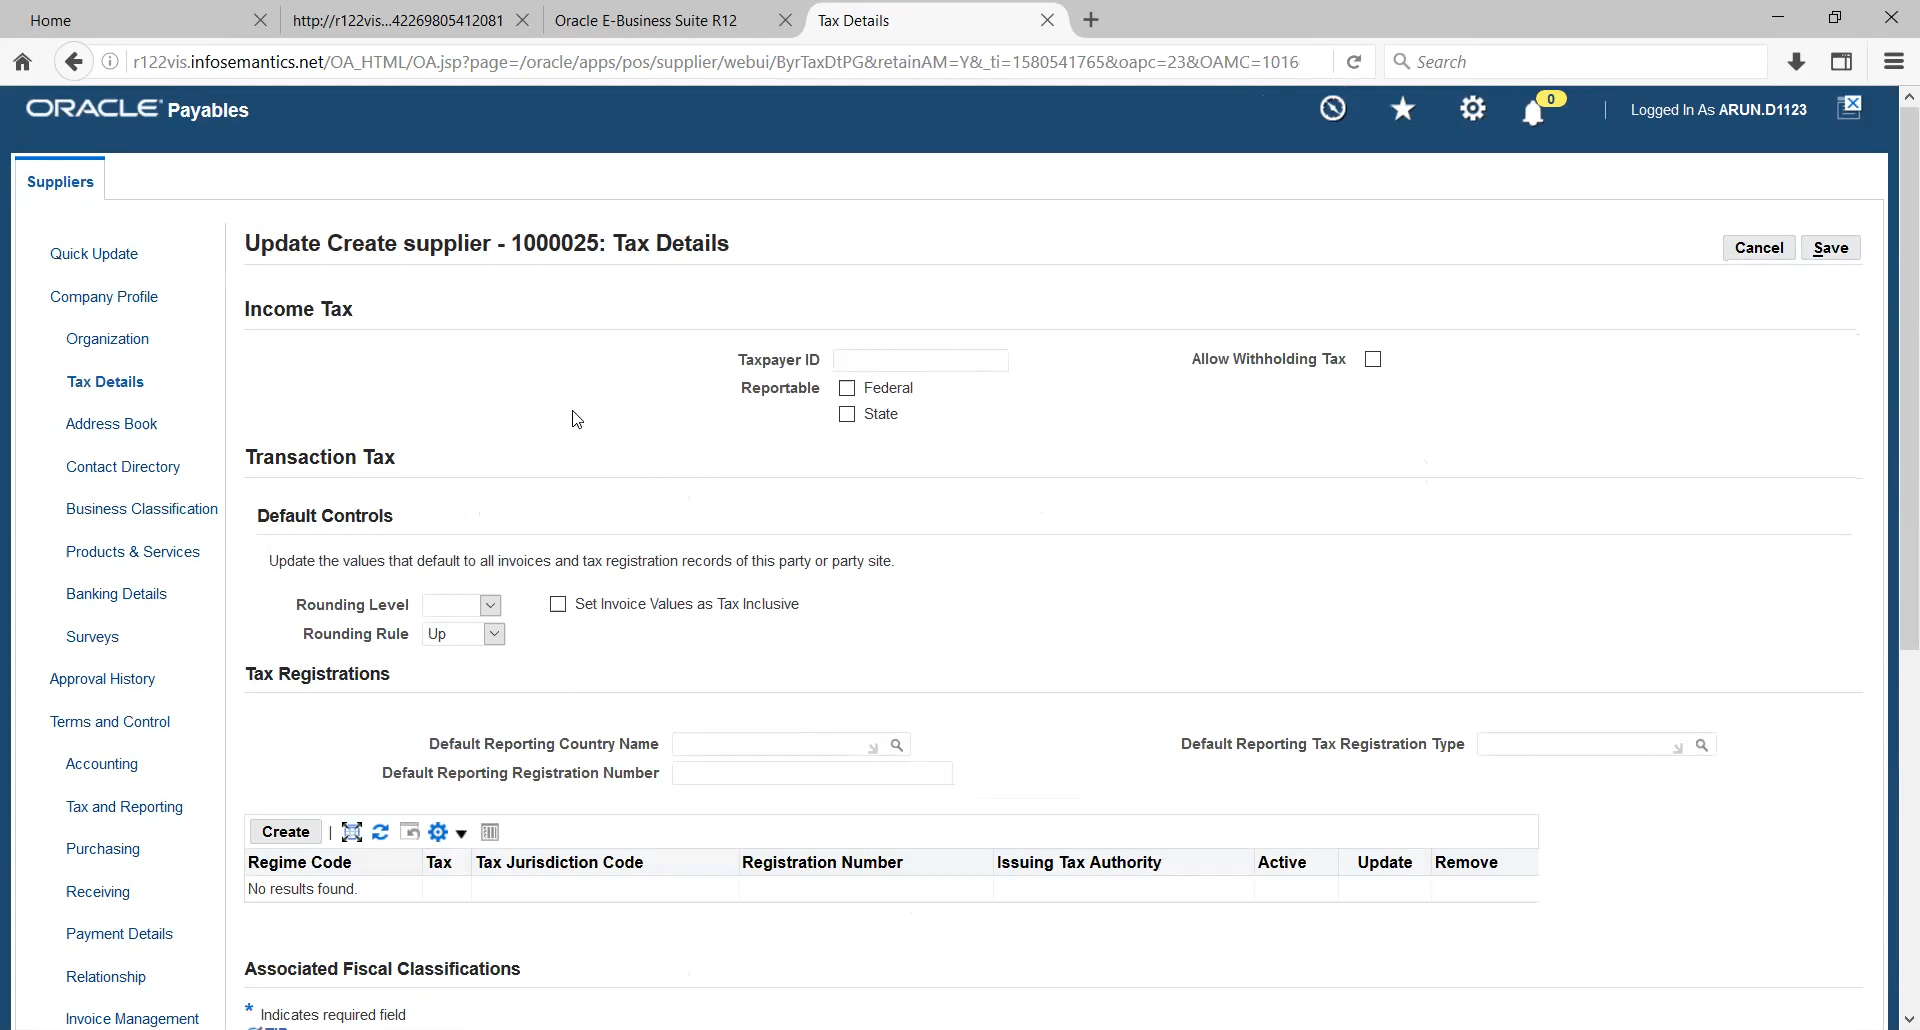 Home
http://r122vis...42269805412081
Oracle E-Business Suite R12
Tax Details
r122vis.infosemantics.net/OA_HTML/OA.jsp?page=/oracle/apps/pos/supplier/webui/ByrTaxDtPG&retainAM=Y&_ti=1580541765&oapc=23&OAMC=1016
Search
ORACLE Payables
0
Logged In As ARUN.D1123
Suppliers
Quick Update
Company Profile
Organization
Tax Details
Address Book
Contact Directory
Business Classification
Products & Services
Banking Details
Surveys
Approval History
Terms and Control
Accounting
Tax and Reporting
Purchasing
Receiving
Payment Details
Relationship
Invoice Management
Update Create supplier - 1000025: Tax Details
Cancel
Save
Income Tax
Taxpayer ID
Allow Withholding Tax
Reportable
Federal
State
Transaction Tax
Default Controls
Update the values that default to all invoices and tax registration records of this party or party site.
Rounding Level
Set Invoice Values as Tax Inclusive
Rounding Rule
Up
Tax Registrations
Default Reporting Country Name
Default Reporting Tax Registration Type
Default Reporting Registration Number
Create
Regime Code Tax Tax Jurisdiction Code Registration Number Issuing Tax Authority Active Update Remove
No results found.
Associated Fiscal Classifications
* Indicates required field